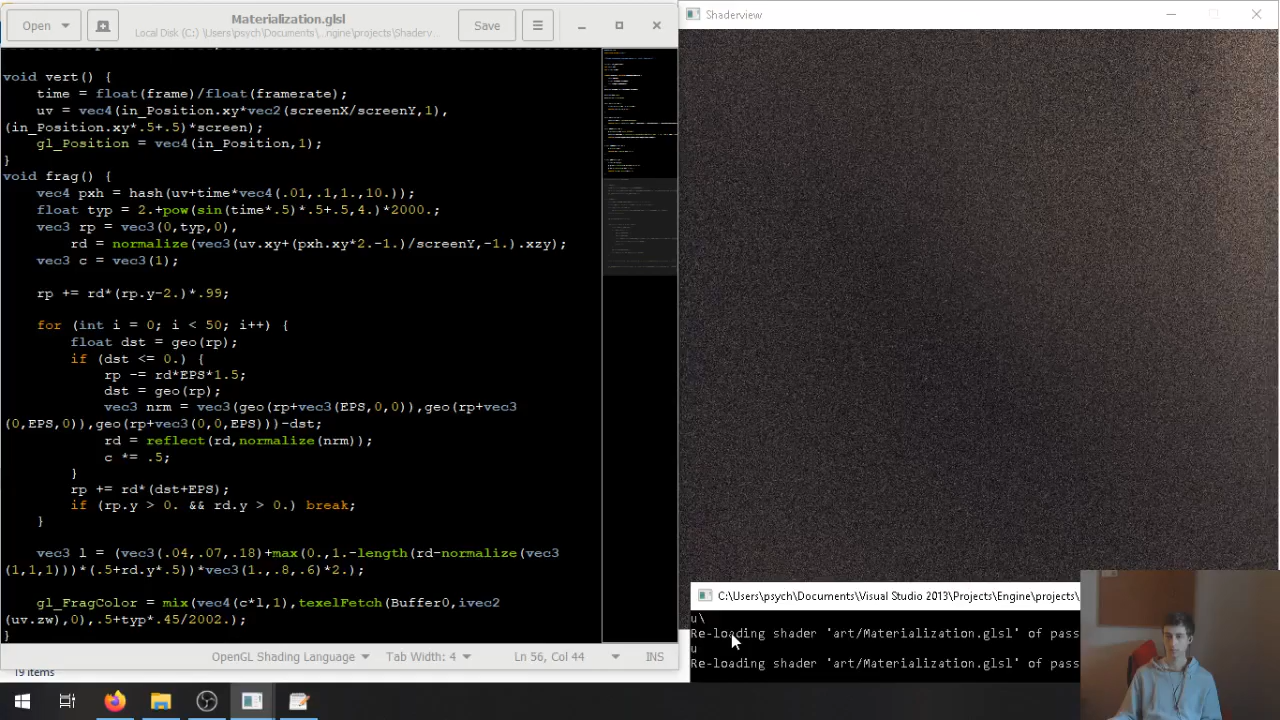 Open
Materialization.glsl
Local Disk (C:) \Users\psych\Documents\...ngine\projects\Shaderv...
Save
Shaderview
void vert() {
time = float(frame)/float(framerate);
uv = vec4(in_Position.xy*vec2(screenX/screenY,1),
(in_Position.xy*.5+.5)*screen);
gl_Position = vec4(in_Position,1);
}
void frag() {
vec4 pxh = hash(uv+time*vec4(.01,.1,1.,10.));
float typ = 2.+pow(sin(time*.5)*.5+.5,4.)*2000.;
vec3 rp = vec3(0,typ,0),
rd = normalize(vec3(uv.xy+(pxh.xy*2.-1.)/screenY,-1.).xzy);
vec3 c = vec3(1);
rp += rd*(rp.y-2.)*.99;
for (int i = 0; i < 50; i++) {
float dst = geo(rp);
if (dst <= 0.) {
rp -= rd*EPS*1.5;
dst = geo(rp);
vec3 nrm = vec3(geo(rp+vec3(EPS,0,0)),geo(rp+vec3
(0,EPS,0)),geo(rp+vec3(0,0,EPS)))-dst;
rd = reflect(rd,normalize(nrm));
c *= .5;
}
rp += rd*(dst+EPS);
if (rp.y > 0. && rd.y > 0.) break;
}
vec3 l = (vec3(.04,.07,.18)+max(0.,1.-length(rd-normalize(vec3
(1,1,1)))*(.5+rd.y*.5))*vec3(1.,.8,.6)*2.);
gl_FragColor = mix(vec4(c*l,1),texelFetch(Buffer0,ivec2
(uv.zw),0),.5+typ*.45/2002.);
}
OpenGL Shading Language
Tab Width: 4
Ln 56, Col 44
INS
19 items
C:\Users\psych\Documents\Visual Studio 2013\Projects\Engine\projects\
u\
Re-loading shader 'art/Materialization.glsl' of pass
u
Re-loading shader 'art/Materialization.glsl' of pass